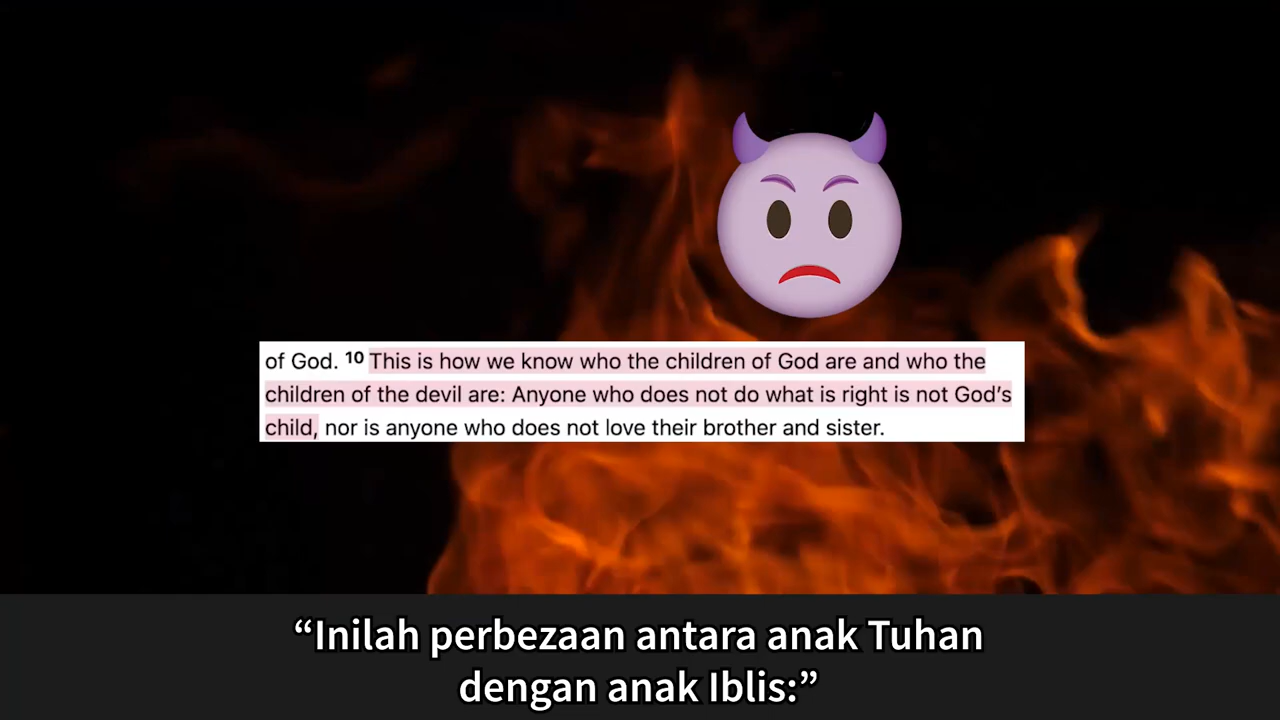 of God. 10 This is how we know who the children of God are and who the
children of the devil are: Anyone who does not do what is right is not God’s
child, nor is anyone who does not love their brother and sister.
“Inilah perbezaan antara anak Tuhan
dengan anak Iblis:”